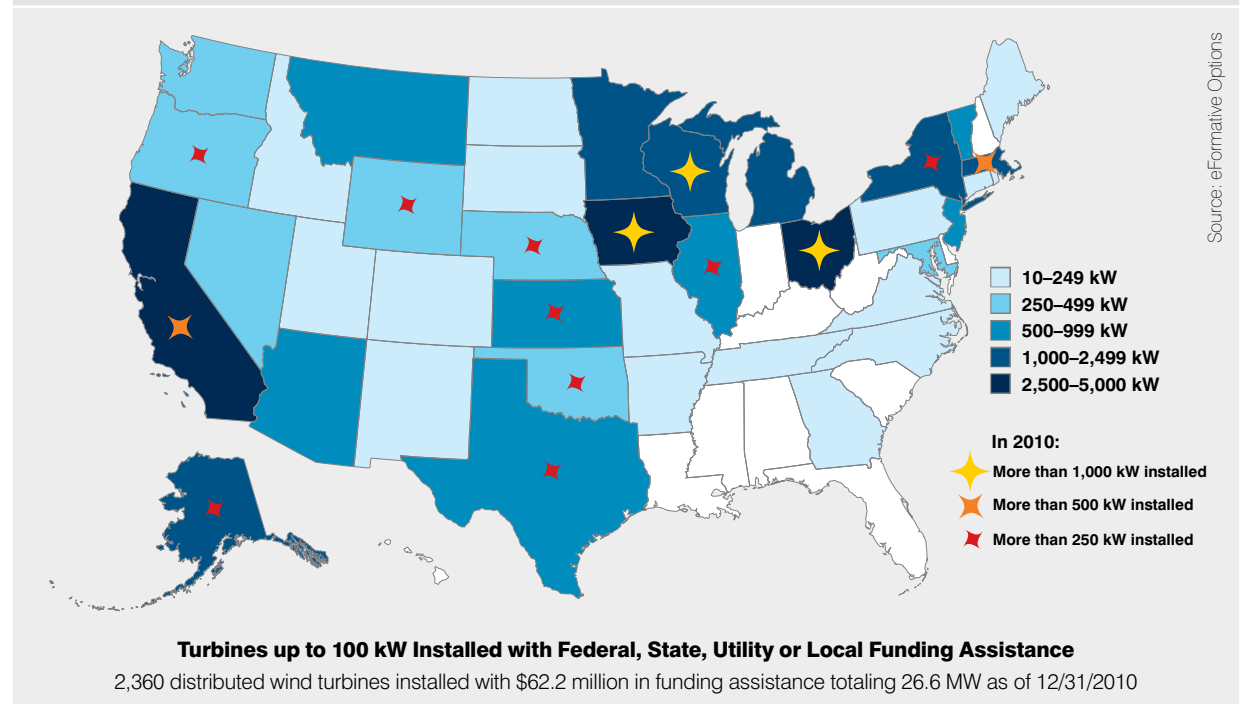 Source: eFormative Options
10–249 kW
250–499 kW
500–999 kW
1,000–2,499 kW
2,500–5,000 kW
In 2010:
More than 1,000 kW installed
More than 500 kW installed
More than 250 kW installed
Turbines up to 100 kW Installed with Federal, State, Utility or Local Funding Assistance
2,360 distributed wind turbines installed with $62.2 million in funding assistance totaling 26.6 MW as of 12/31/2010